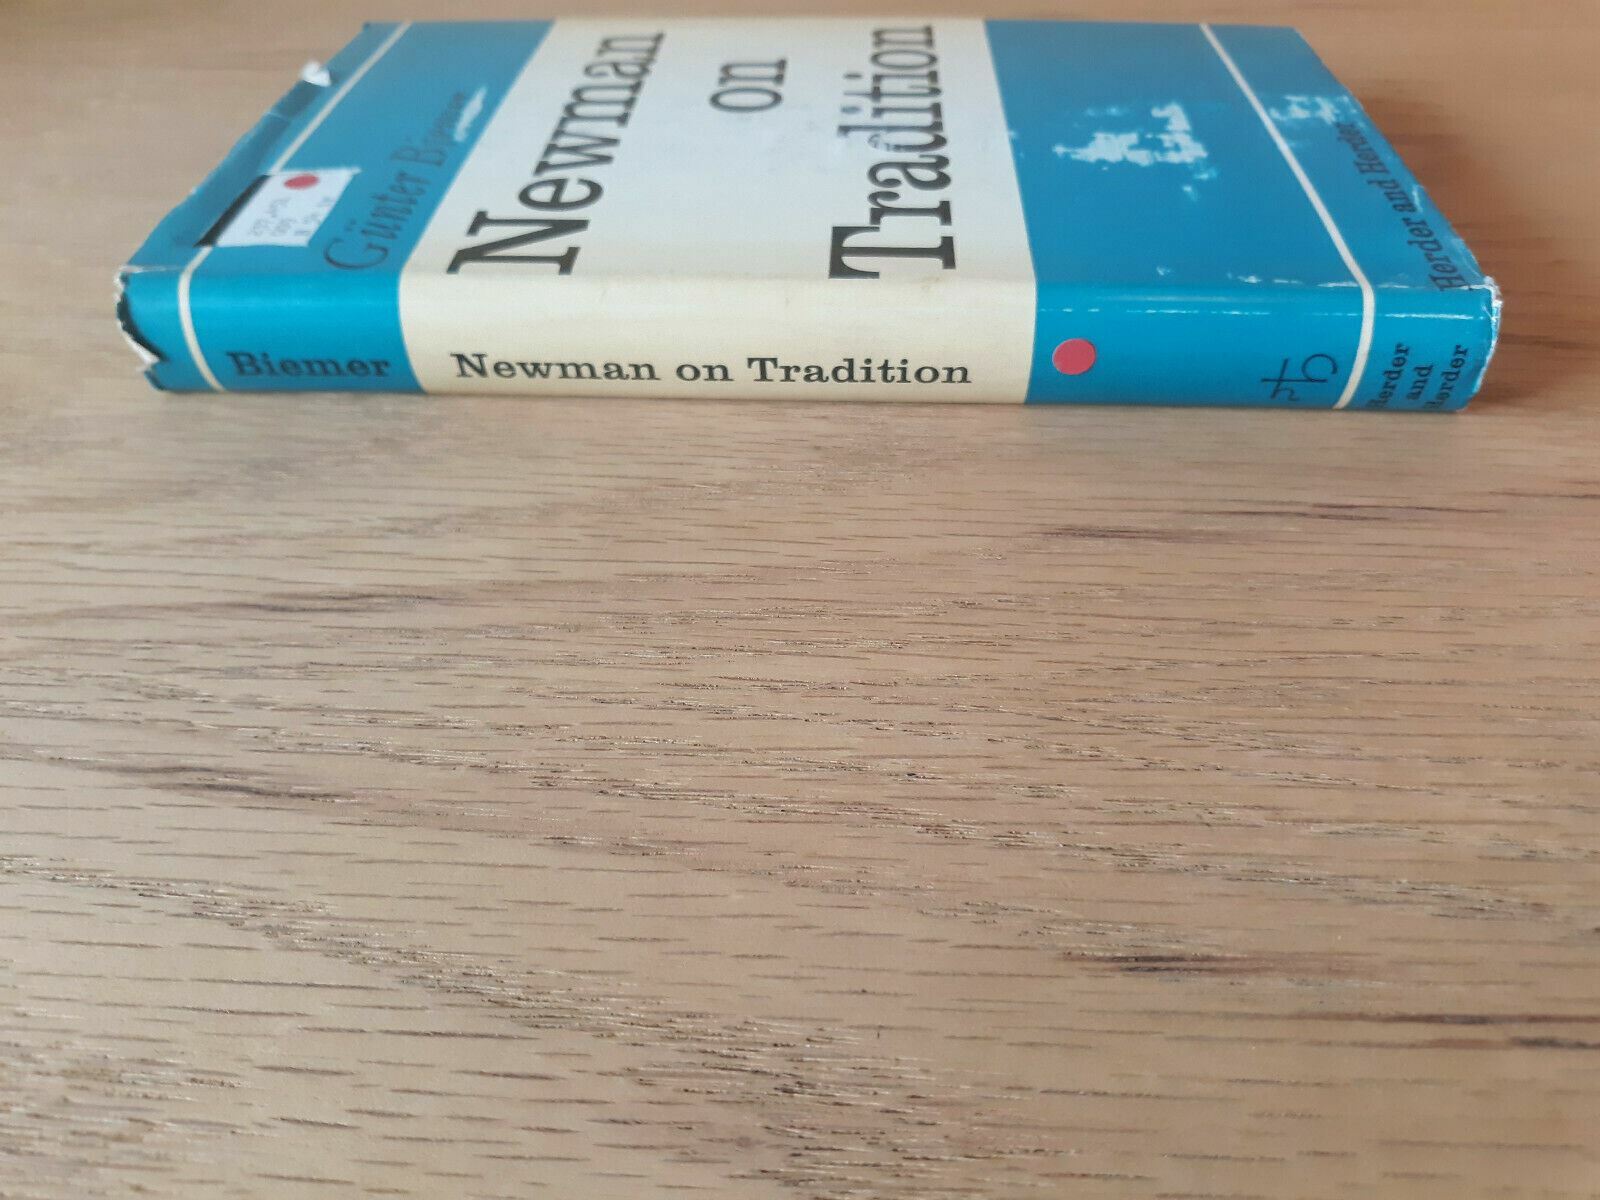 Günter Biemer
Newman
on
Tradition
Herder and Herder
Biemer
Newman on Tradition
Herder
and
Herder